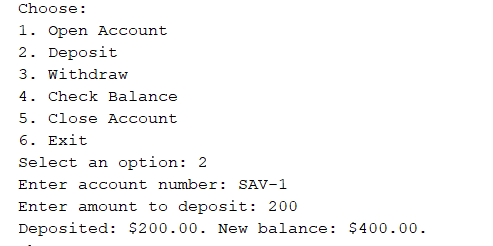 Choose:
1. Open Account
2. Deposit
3. Withdraw
4. Check Balance
5. Close Account
6. Exit
Select an option: 2
Enter account number: SAV-1
Enter amount to deposit: 200
Deposited: $200.00. New balance: $400.00.